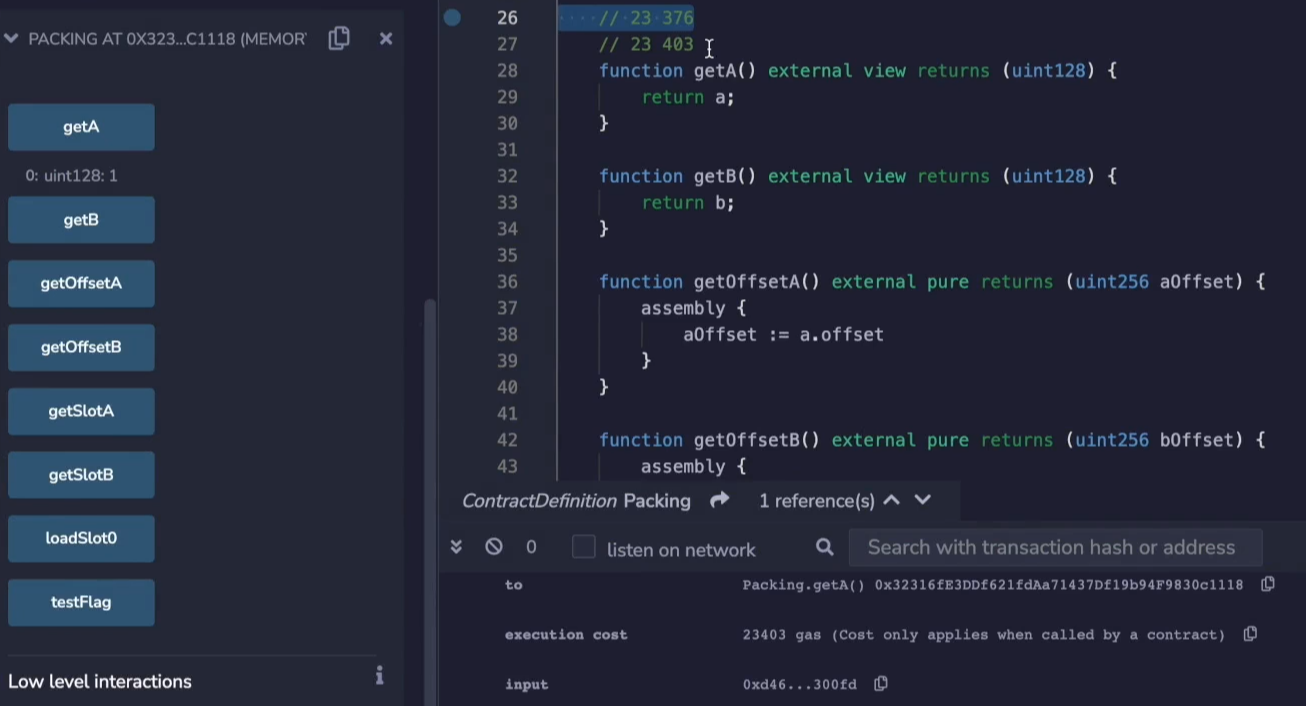 PACKING AT 0X323...C1118 (MEMOR
getA
0: uint128: 1
getB
getOffsetA
getOffsetB
getSlotA
getSlotB
loadSlot0
testFlag
Low level interactions
i
26 // 23 376
27 // 23 403
28 function getA() external view returns (uint128) {
29 return a;
30 }
31
32 function getB() external view returns (uint128) {
33 return b;
34 }
35
36 function getOffsetA() external pure returns (uint256 aOffset) {
37 assembly {
38 aOffset := a.offset
39 }
40 }
41
42 function getOffsetB() external pure returns (uint256 bOffset) {
43 assembly {
ContractDefinition Packing 1 reference(s)
0 listen on network Search with transaction hash or address
to Packing.getA() 0x32316fE3DDf621fdAa71437Df19b94F9830c1118
execution cost 23403 gas (Cost only applies when called by a contract)
input 0xd46...300fd